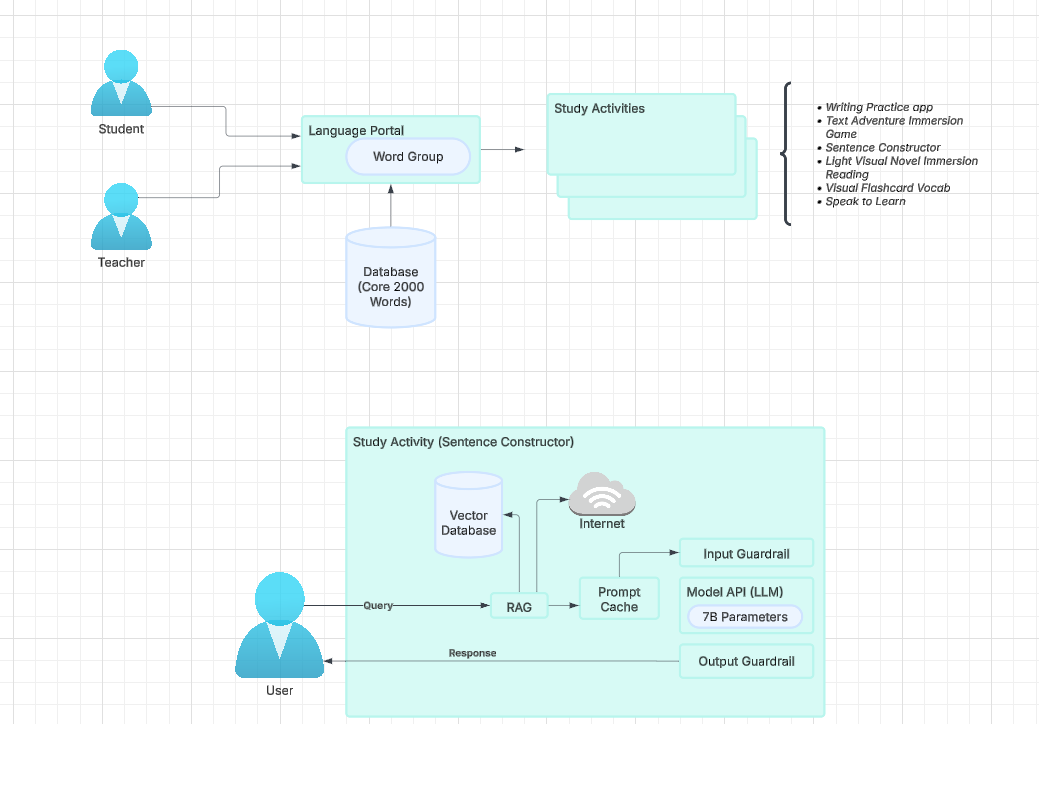 Student
Teacher
Language Portal
Word Group
Database
(Core 2000
Words)
Study Activities
• Writing Practice app
• Text Adventure Immersion
Game
• Sentence Constructor
• Light Visual Novel Immersion
Reading
• Visual Flashcard Vocab
• Speak to Learn
Study Activity (Sentence Constructor)
Vector
Database
Internet
Input Guardrail
Prompt
Cache
Model API (LLM)
7B Parameters
Query
RAG
Response
Output Guardrail
User